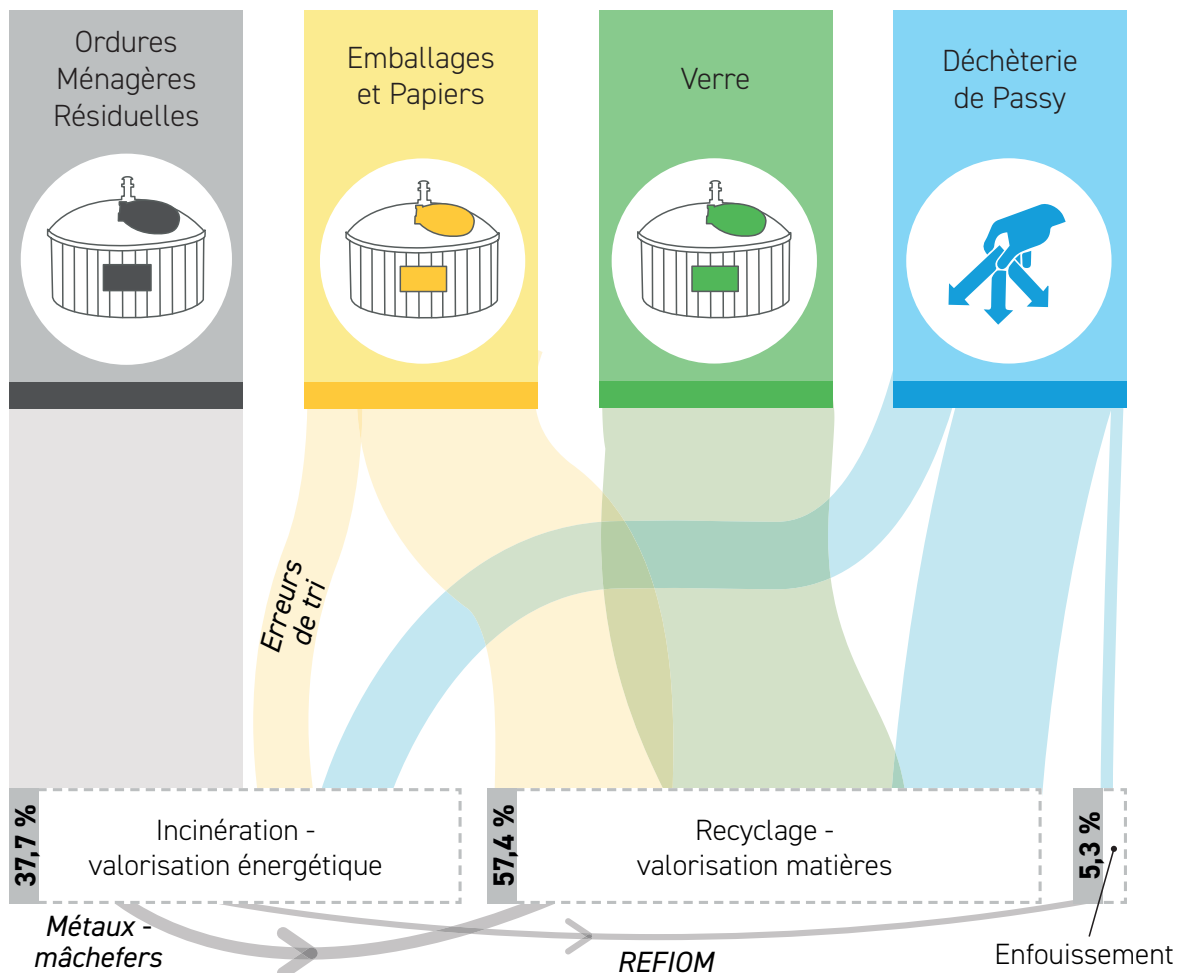 Ordures
Ménagères
Résiduelles
Emballages
et Papiers
Verre
Déchèterie
de Passy
Erreurs
de tri
37,7 %
Incinération -
valorisation énergétique
57,4 %
Recyclage -
valorisation matières
5,3 %
Métaux -
mâchefers
REFIOM
Enfouissement